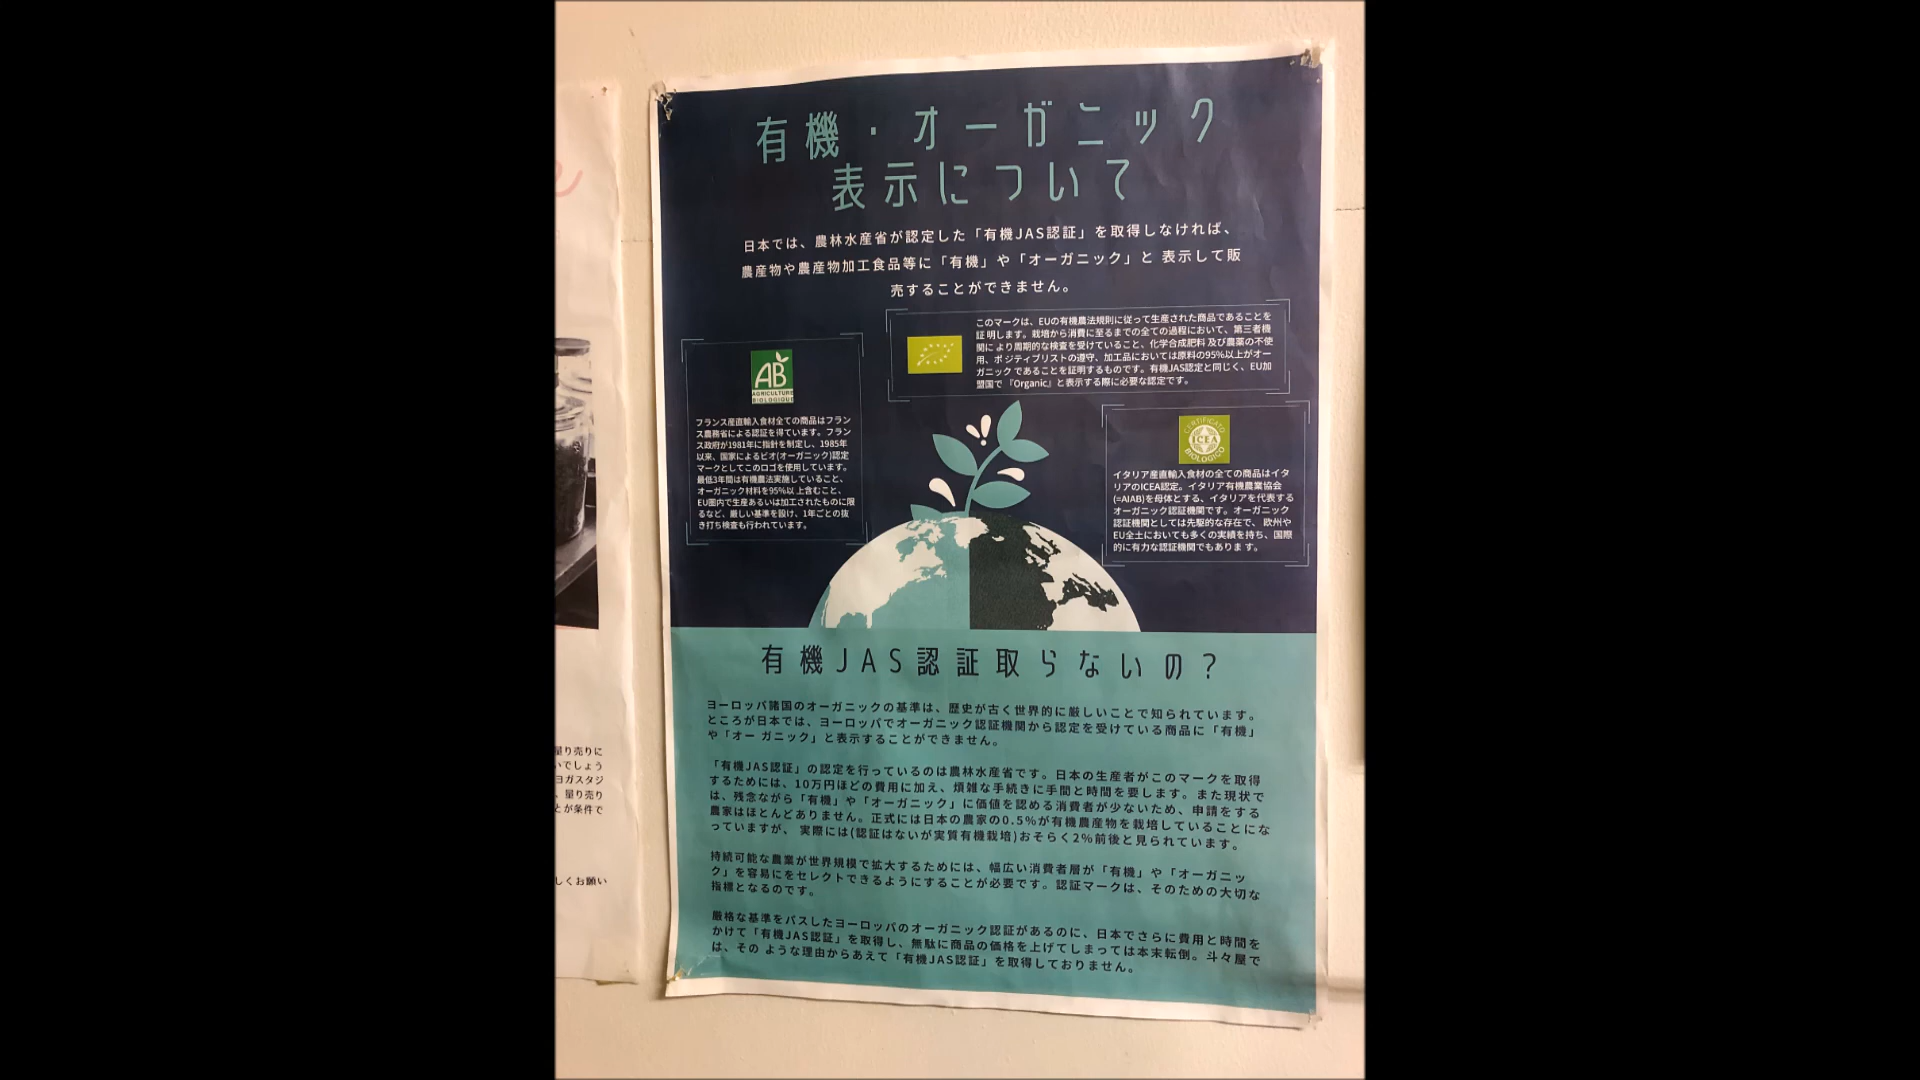 有機・オーガニック
表示について
日本では、農林水産省が認定した「有機JAS認証」を取得しなければ、
農産物や農産物加工食品等に「有機」や「オーガニック」と 表示して販
売することができません。
このマークは、EUの有機農法規則に従って生産された商品であることを
証明します。栽培から消費に至るまでの全ての過程において、第三者機
関により周期的な検査を受けていること、化学合成肥料 及び農薬の不使
用、ポジティブリストの遵守、加工品においては原料の95%以上がオー
ガニック であることを証明するものです。有機JAS認定と同じく、EU加
盟国で『Organic』と表示する際に必要な認定です。
AB
AGRICULTURE
BIOLOGIQUE
フランス産直輸入食材全ての商品はフラン
ス農務省による認証を得ています。フラン
ス政府が1981年に指針を制定し、1985年
以来、国家によるビオ(オーガニック)認定
マークとしてこのロゴを使用しています。
最低3年間は有機農法実施していること、
オーガニック材料を95%以上含むこと、
EU圏内で生産あるいは加工されたものに限
るなど、厳しい基準を設け、1年ごとの抜
き打ち検査も行われています。
CERTIFICATO
ICEA
BIOLOGICO
イタリア産直輸入食材の全ての商品はイタ
リアのICEA認定。イタリア有機農業協会
(=AIAB)を母体とする、イタリアを代表する
オーガニック認証機関です。オーガニック
認証機関としては先駆的な存在で、 欧州や
EU全土においても多くの実績を持ち、国際
的に有力な認証機関でもありま す。
有機JAS認証取らないの?
ヨーロッパ諸国のオーガニックの基準は、歴史が古く世界的に厳しいことで知られています。
ところが日本では、ヨーロッパでオーガニック認証機関から認定を受けている商品に「有機」
や「オー ガニック」と表示することができません。
「有機JAS認証」の認定を行っているのは農林水産省です。日本の生産者がこのマークを取得
するためには、10万円ほどの費用に加え、煩雑な手続きに手間と時間を要します。また現状で
は、残念ながら「有機」や「オーガニック」に価値を認める消費者が少ないため、申請をする
農家はほとんどありません。正式には日本の農家の0.5%が有機農産物を栽培していることにな
っていますが、 実際には(認証はないが実質有機栽培)おそらく2%前後と見られています。
持続可能な農業が世界規模で拡大するためには、幅広い消費者層が「有機」や「オーガニッ
ク」を容易にをセレクトできるようにすることが必要です。認証マークは、そのための大切な
指標となるのです。
厳格な基準をパスしたヨーロッパのオーガニック認証があるのに、日本でさらに費用と時間を
かけて「有機JAS認証」を取得し、無駄に商品の価格を上げてしまっては本末転倒。斗々屋で
は、その ような理由からあえて「有機JAS認証」を取得しておりません。
量り売りに
いでしょう
ヨガスタジ
、量り売り
とが条件で
しくお願い